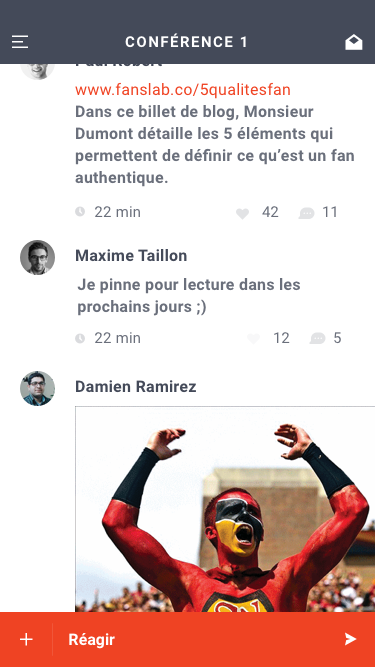 CONFÉRENCE 1
Paul Robert
www.fanslab.co/5qualitesfan
Dans ce billet de blog, Monsieur
Dumont détaille les 5 éléments qui
permettent de définir ce qu’est un fan
authentique.
22 min 42 11
Maxime Taillon
Je pinne pour lecture dans les
prochains jours ;)
22 min 12 5
Damien Ramirez
Réagir